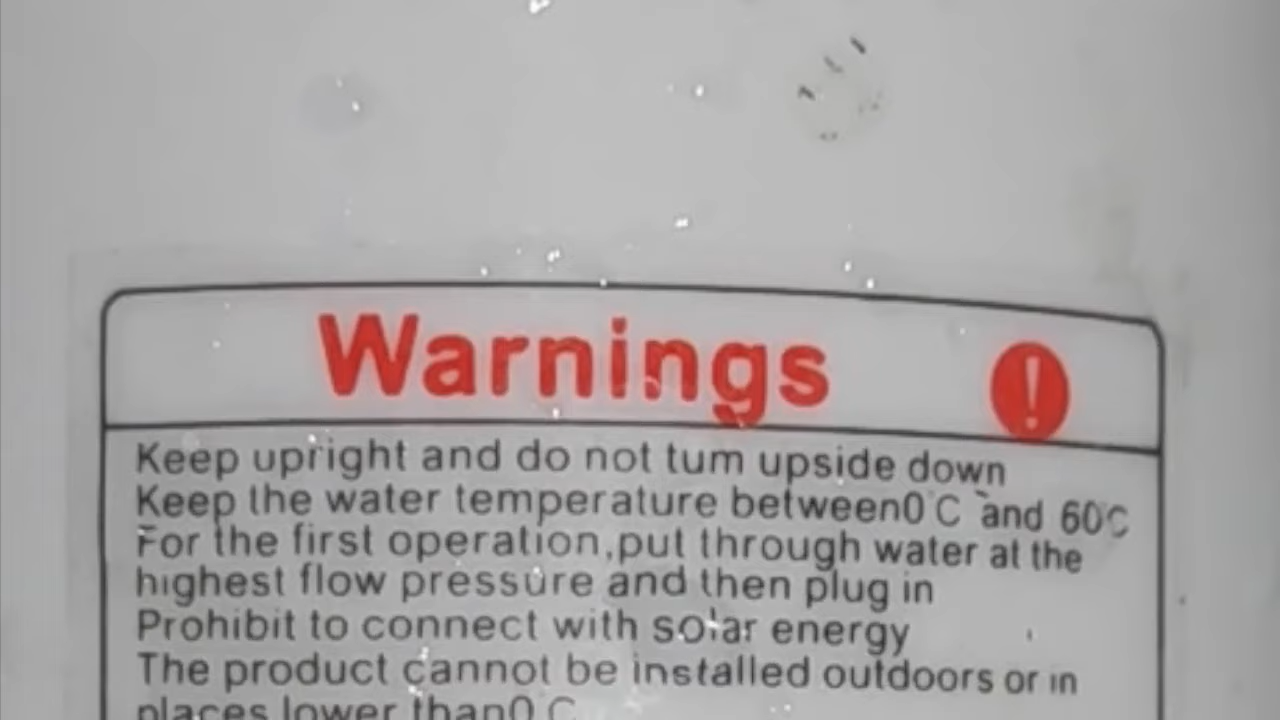 Warnings !
Keep upright and do not tum upside down
Keep the water temperature between0°C and 60°C
For the first operation,put through water at the
highest flow pressure and then plug in
Prohibit to connect with solar energy
The product cannot be installed outdoors or in
places lower than0°C